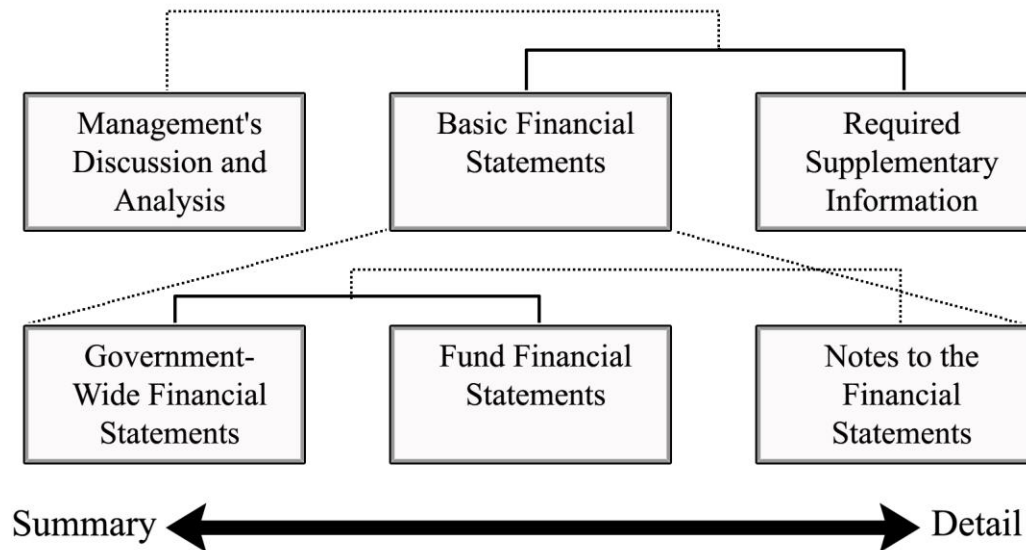 Management's
Discussion and
Analysis
Basic Financial
Statements
Required
Supplementary
Information
Government-
Wide Financial
Statements
Fund Financial
Statements
Notes to the
Financial
Statements
Summary
Detail